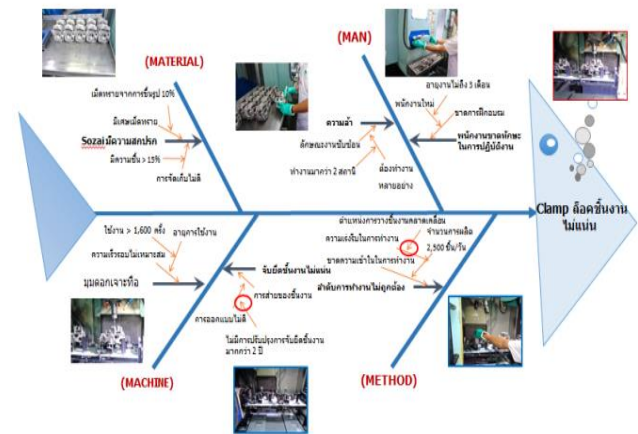 (MATERIAL)
เม็ดทรายจากการขึ้นรูป 10%
มีเศษเม็ดทราย
Sozai มีความสกปรก
มีความชื้น > 15%
การจัดเก็บไม่ดี
(MAN)
อายุงานไม่ถึง 3 เดือน
พนักงานใหม่
ขาดการฝึกอบรม
ความล้า
พนักงานขาดทักษะ
ในการปฏิบัติงาน
ลักษณะงานซับซ้อน
ทำงานมากกว่า 2 สถานี
ต้องทำงาน
หลายอย่าง
Clamp ล็อคชิ้นงาน
ไม่แน่น
ใช้งาน > 1,600 ครั้ง
อายุการใช้งาน
ความเร็วรอบไม่เหมาะสม
มุมดอกเจาะทื่อ
จับยึดชิ้นงานไม่แน่น
การส่ายของชิ้นงาน
การออกแบบไม่ดี
ไม่มีการปรับปรุงการจับยึดชิ้นงาน
มากกว่า 2 ปี
(MACHINE)
ตำแหน่งการวางชิ้นงานคลาดเคลื่อน
ความเร่งรีบในการทำงาน
จำนวนการผลิต
2,500 ชิ้น/วัน
ขาดความเข้าใจในการทำงาน
ลำดับการทำงานไม่ถูกต้อง
(METHOD)